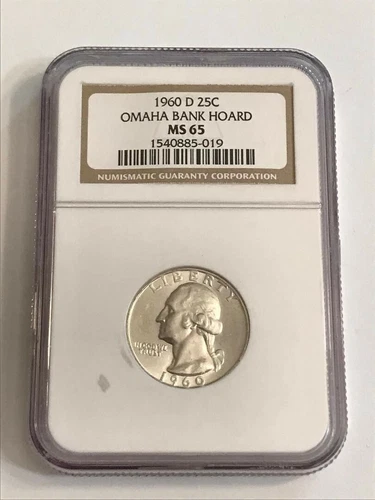 1960 D 25C
OMAHA BANK HOARD
MS 65
1540885-019
NUMISMATIC GUARANTY CORPORATION
LIBERTY
IN GOD WE
TRUST
1960